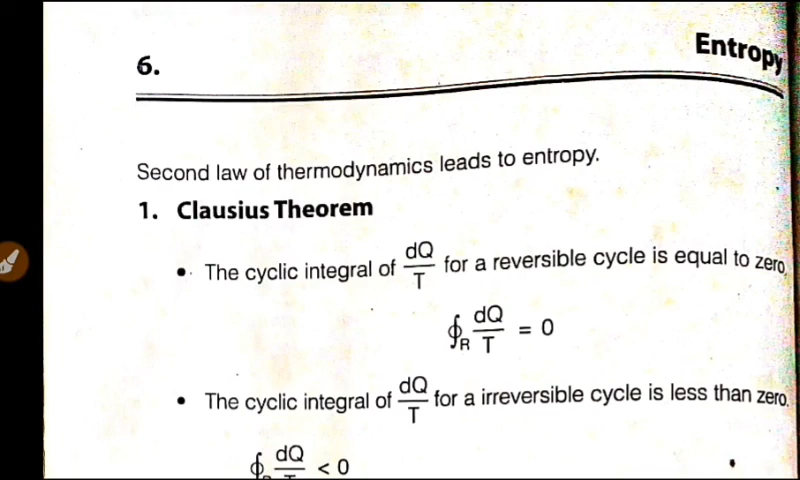 6.
Entropy
Second law of thermodynamics leads to entropy.
1. Clausius Theorem
• The cyclic integral of dQ/T for a reversible cycle is equal to zero,
∮R dQ/T = 0
• The cyclic integral of dQ/T for a irreversible cycle is less than zero.
∮ dQ/T < 0